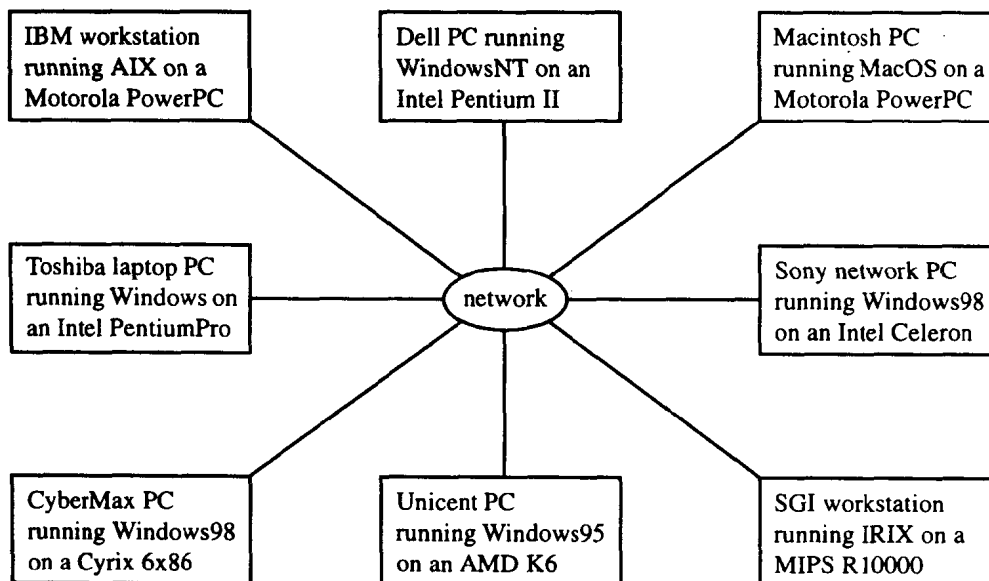 IBM workstation
running AIX on a
Motorola PowerPC
Dell PC running
WindowsNT on an
Intel Pentium II
Macintosh PC
running MacOS on a
Motorola PowerPC
Toshiba laptop PC
running Windows on
an Intel PentiumPro
network
Sony network PC
running Windows98
on an Intel Celeron
CyberMax PC
running Windows98
on a Cyrix 6x86
Unicent PC
running Windows95
on an AMD K6
SGI workstation
running IRIX on a
MIPS R10000